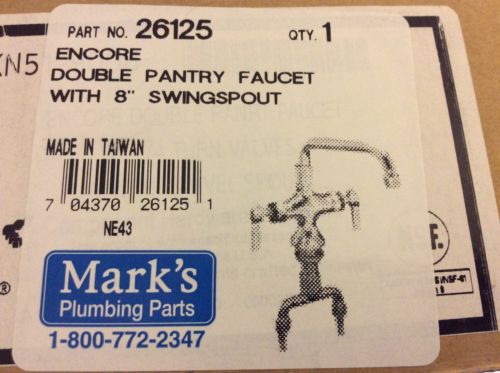 PART NO. 26125 QTY. 1
ENCORE
DOUBLE PANTRY FAUCET
WITH 8" SWINGSPOUT
MADE IN TAIWAN
7 04370 26125 1
NE43
Mark's
Plumbing Parts
1-800-772-2347
KN5